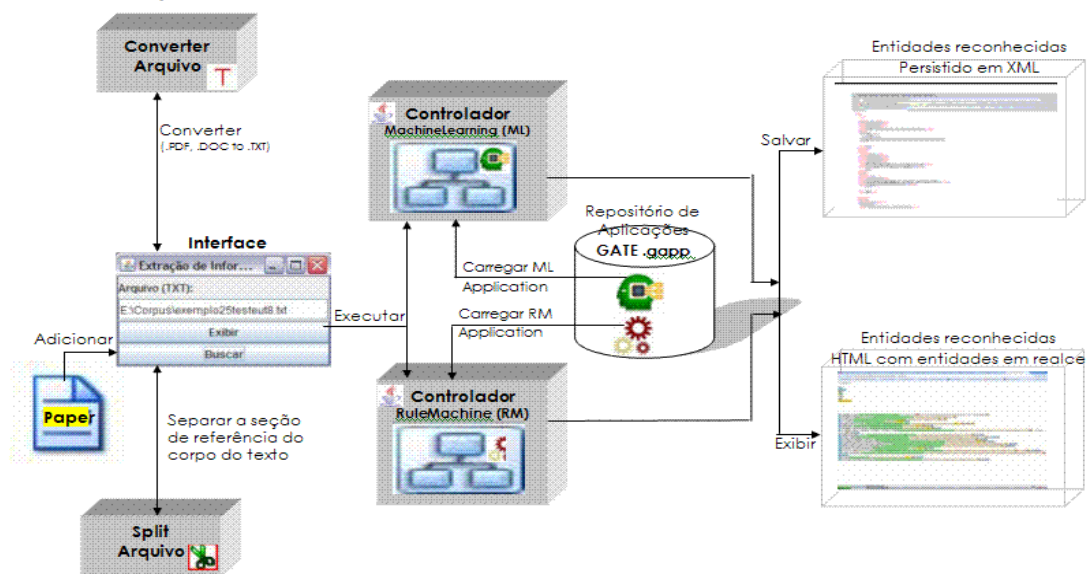 Converter
Arquivo
T
Converter
(.PDF, .DOC to .TXT)
Interface
Extração de Infor...
Arquivo (TXT):
E:\Corpus\exemplo25testeut8.txt
Exibir
Buscar
Adicionar
Paper
Separar a seção
de referência do
corpo do texto
Split
Arquivo
Executar
Controlador
MachineLearning (ML)
Carregar ML
Application
Carregar RM
Application
Repositório de
Aplicações
GATE .gapp
Controlador
RuleMachine (RM)
Salvar
Entidades reconhecidas
Persistido em XML
Entidades reconhecidas
HTML com entidades em realce
Exibir